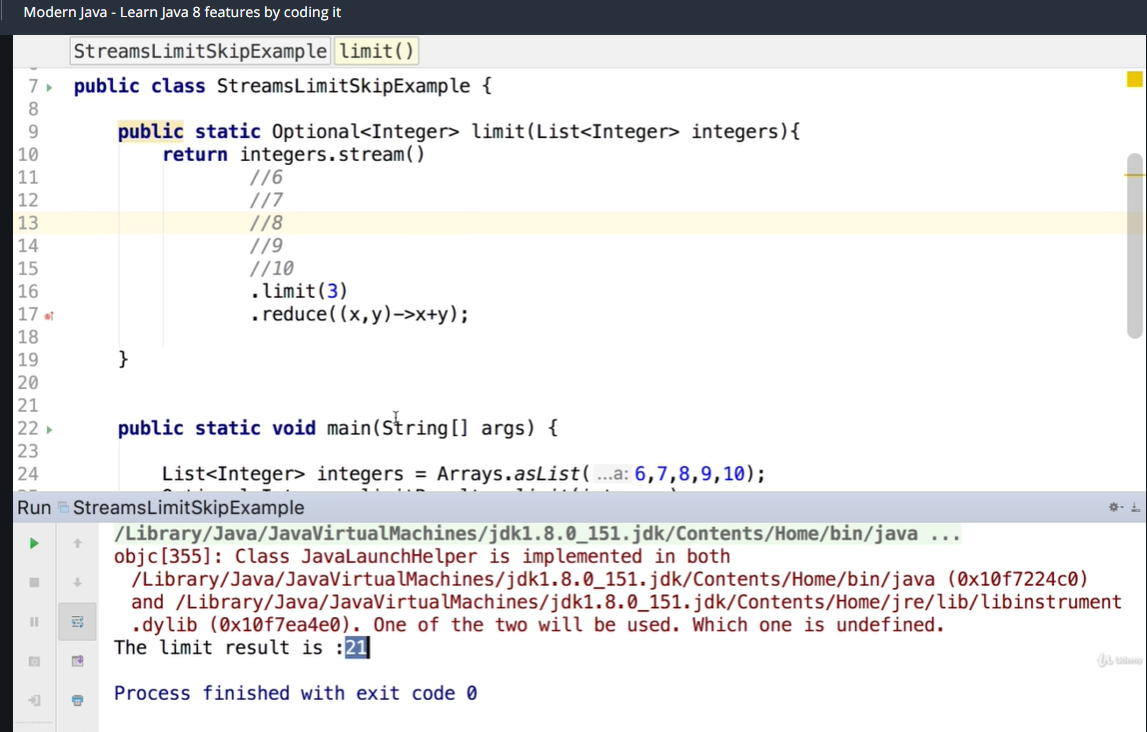 Modern Java - Learn Java 8 features by coding it
StreamsLimitSkipExample limit()
7 public class StreamsLimitSkipExample {
8
9 public static Optional<Integer> limit(List<Integer> integers){
10 return integers.stream()
11 //6
12 //7
13 //8
14 //9
15 //10
16 .limit(3)
17 .reduce((x,y)->x+y);
18
19 }
20
21
22 public static void main(String[] args) {
23
24 List<Integer> integers = Arrays.asList( ...a: 6,7,8,9,10);
Run StreamsLimitSkipExample
/Library/Java/JavaVirtualMachines/jdk1.8.0_151.jdk/Contents/Home/bin/java ...
objc[355]: Class JavaLaunchHelper is implemented in both
/Library/Java/JavaVirtualMachines/jdk1.8.0_151.jdk/Contents/Home/bin/java (0x10f7224c0)
and /Library/Java/JavaVirtualMachines/jdk1.8.0_151.jdk/Contents/Home/jre/lib/libinstrument
.dylib (0x10f7ea4e0). One of the two will be used. Which one is undefined.
The limit result is :21
Udemy
Process finished with exit code 0